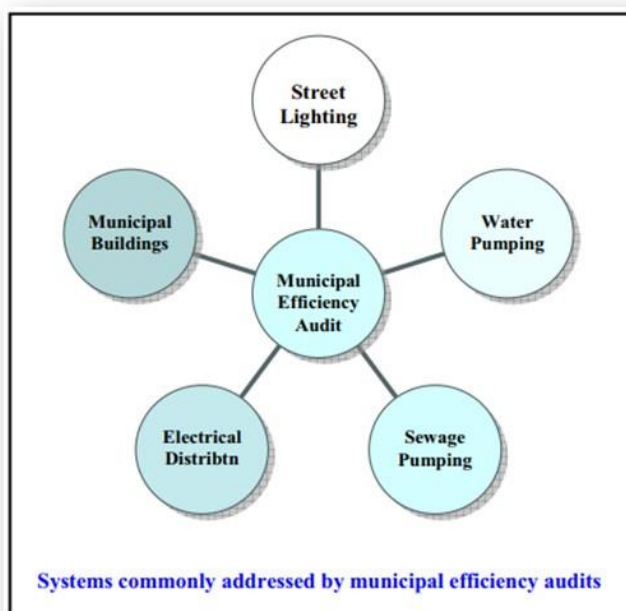 Street
Lighting
Municipal
Buildings
Water
Pumping
Municipal
Efficiency
Audit
Electrical
Distribtn
Sewage
Pumping
Systems commonly addressed by municipal efficiency audits